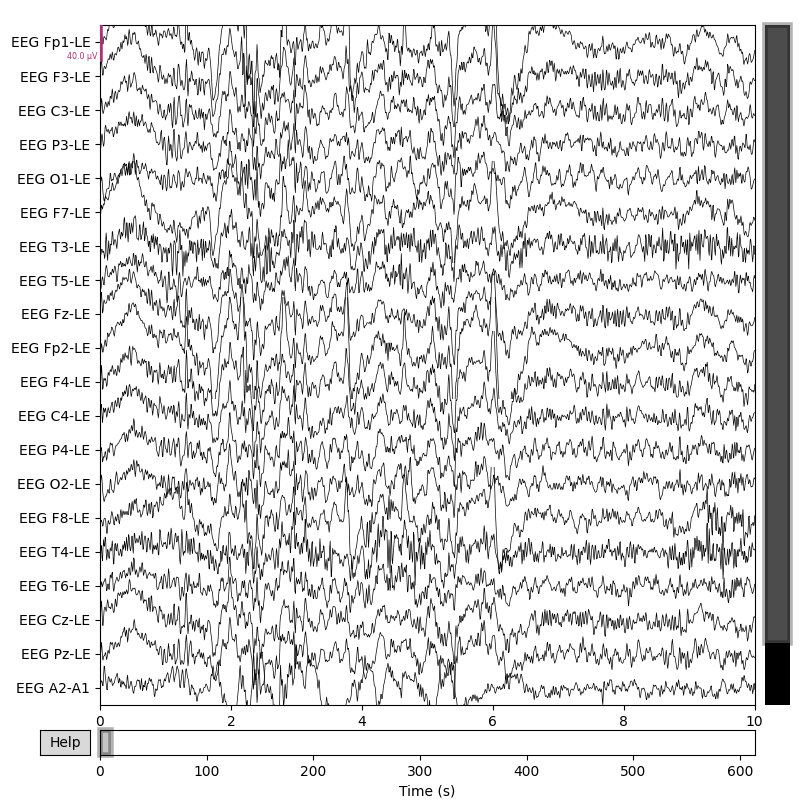 EEG Fp1-LE
40.0 µV
EEG F3-LE
EEG C3-LE
EEG P3-LE
EEG O1-LE
EEG F7-LE
EEG T3-LE
EEG T5-LE
EEG Fz-LE
EEG Fp2-LE
EEG F4-LE
EEG C4-LE
EEG P4-LE
EEG O2-LE
EEG F8-LE
EEG T4-LE
EEG T6-LE
EEG Cz-LE
EEG Pz-LE
EEG A2-A1
0 2 4 6 8 10
Help
0 100 200 300 400 500 600
Time (s)